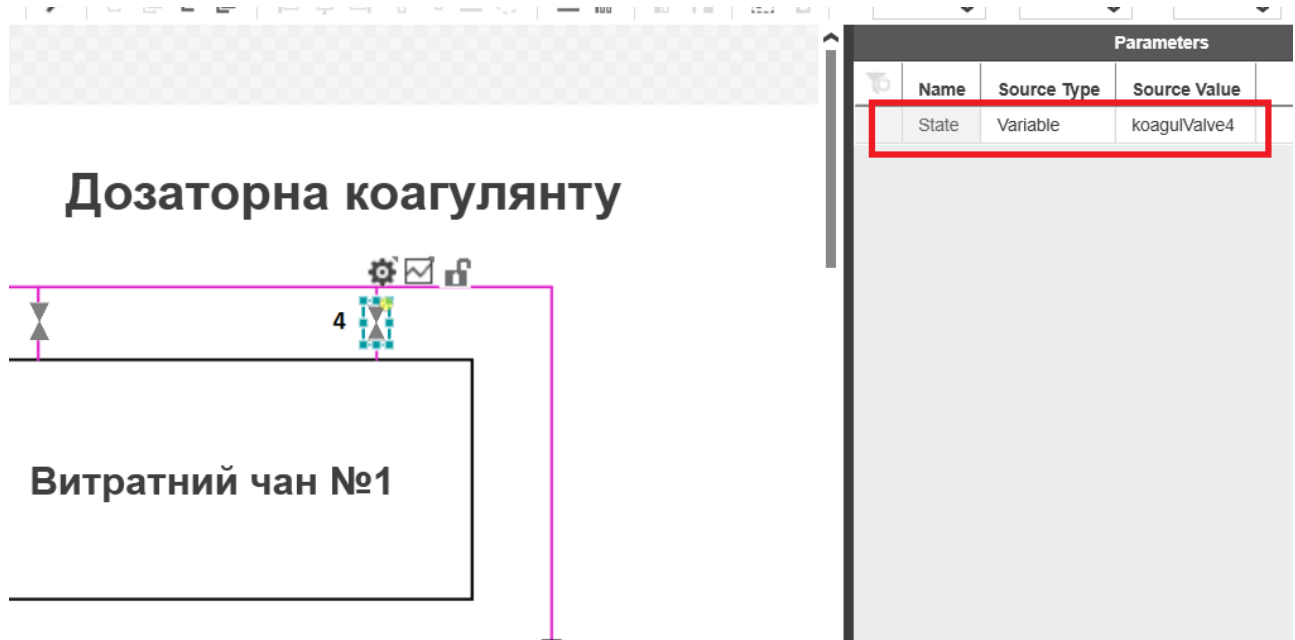 Parameters
Name Source Type Source Value
State Variable koagulValve4
Дозаторна коагулянту
4
Витратний чан №1